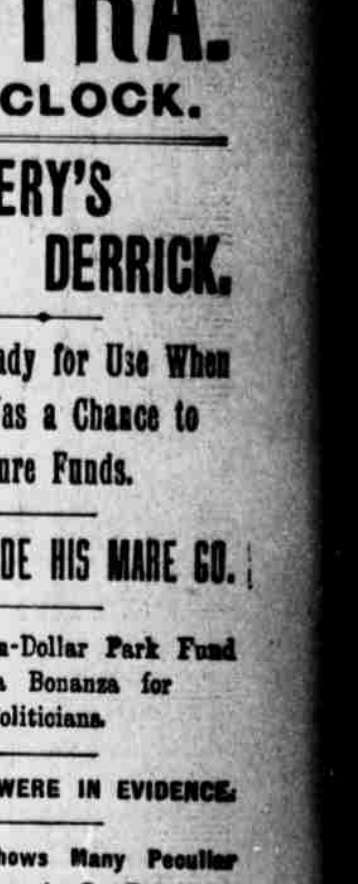 TRA.
CLOCK.
ERY'S
DERRICK.
ady for Use When
as a Chance to
ure Funds.
DE HIS MARE GO.
n-Dollar Park Fund
a Bonanza for
oliticians.
WERE IN EVIDENCE.
hows Many Peculiar